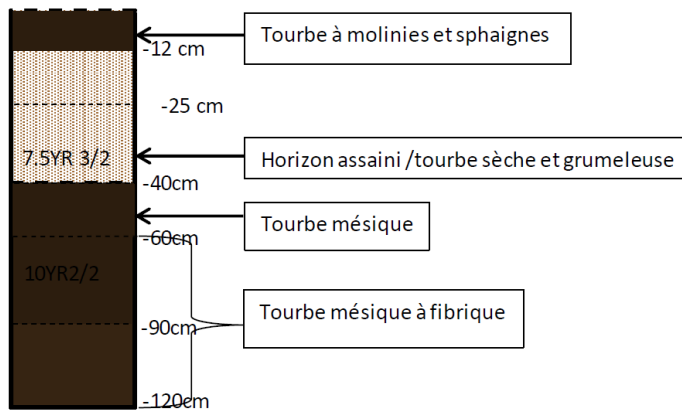 Tourbe à molinies et sphaignes
-12 cm
-25 cm
7.5YR 3/2
Horizon assaini /tourbe sèche et grumeleuse
-40cm
Tourbe mésique
-60cm
10YR2/2
Tourbe mésique à fibrique
-90cm
-120cm